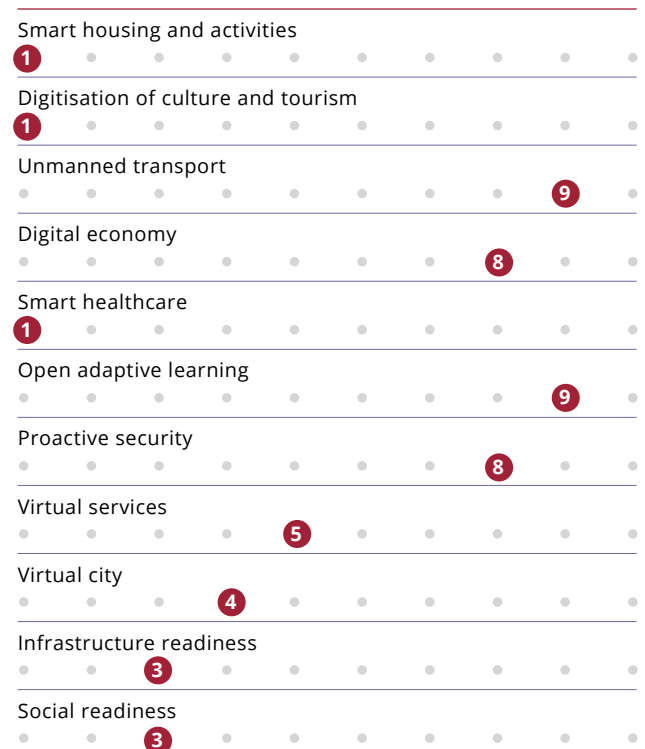 Smart housing and activities
1
Digitisation of culture and tourism
1
Unmanned transport
9
Digital economy
8
Smart healthcare
1
Open adaptive learning
9
Proactive security
8
Virtual services
5
Virtual city
4
Infrastructure readiness
3
Social readiness
3